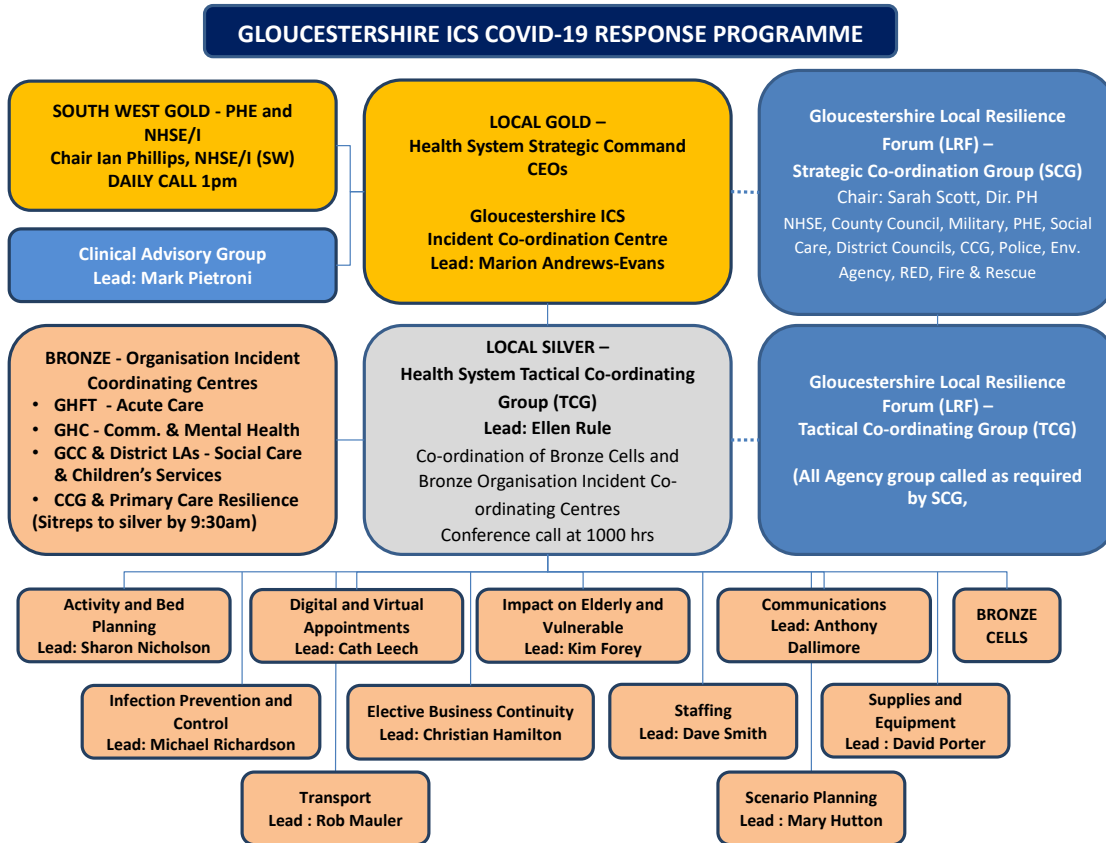 GLOUCESTERSHIRE ICS COVID-19 RESPONSE PROGRAMME
SOUTH WEST GOLD - PHE and
NHSE/I
Chair Ian Phillips, NHSE/I (SW)
DAILY CALL 1pm
Clinical Advisory Group
Lead: Mark Pietroni
LOCAL GOLD –
Health System Strategic Command
CEOs
Gloucestershire ICS
Incident Co-ordination Centre
Lead: Marion Andrews-Evans
Gloucestershire Local Resilience
Forum (LRF) –
Strategic Co-ordination Group (SCG)
Chair: Sarah Scott, Dir. PH
NHSE, County Council, Military, PHE, Social
Care, District Councils, CCG, Police, Env.
Agency, RED, Fire & Rescue
BRONZE - Organisation Incident
Coordinating Centres
• GHFT - Acute Care
• GHC - Comm. & Mental Health
• GCC & District LAs - Social Care
& Children's Services
• CCG & Primary Care Resilience
(Sitreps to silver by 9:30am)
LOCAL SILVER –
Health System Tactical Co-ordinating
Group (TCG)
Lead: Ellen Rule
Co-ordination of Bronze Cells and
Bronze Organisation Incident Co-
ordinating Centres
Conference call at 1000 hrs
Gloucestershire Local Resilience
Forum (LRF) –
Tactical Co-ordinating Group (TCG)
(All Agency group called as required
by SCG,
Activity and Bed
Planning
Lead: Sharon Nicholson
Digital and Virtual
Appointments
Lead: Cath Leech
Impact on Elderly and
Vulnerable
Lead: Kim Forey
Communications
Lead: Anthony
Dallimore
BRONZE
CELLS
Infection Prevention and
Control
Lead: Michael Richardson
Elective Business Continuity
Lead: Christian Hamilton
Staffing
Lead: Dave Smith
Supplies and
Equipment
Lead : David Porter
Transport
Lead : Rob Mauler
Scenario Planning
Lead : Mary Hutton